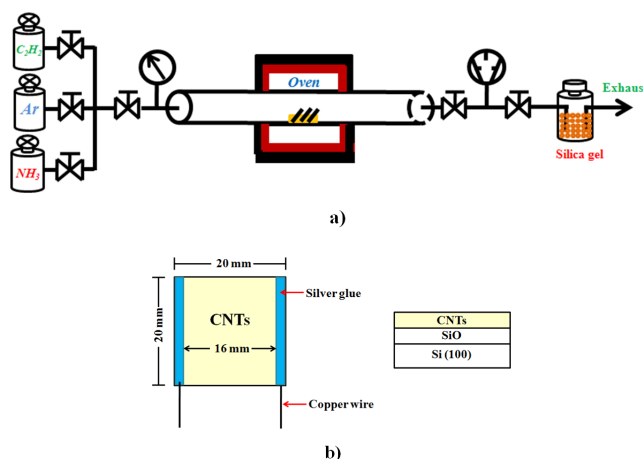 C₂H₂
Ar
NH₃
Oven
Exhaus
Silica gel
a)
20 mm
20 mm
CNTs
16 mm
Silver glue
Copper wire
CNTs
SiO
Si (100)
b)